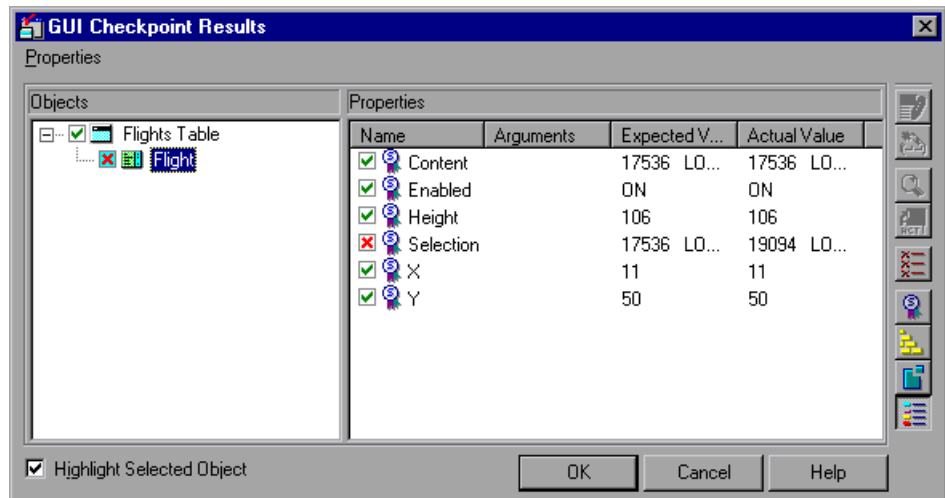 GUI Checkpoint Results
Properties
Objects
Flights Table
Flight
Properties
Name Arguments Expected V... Actual Value
Content 17536 LO... 17536 LO...
Enabled ON ON
Height 106 106
Selection 17536 LO... 19094 LO...
X 11 11
Y 50 50
Highlight Selected Object
OK Cancel Help